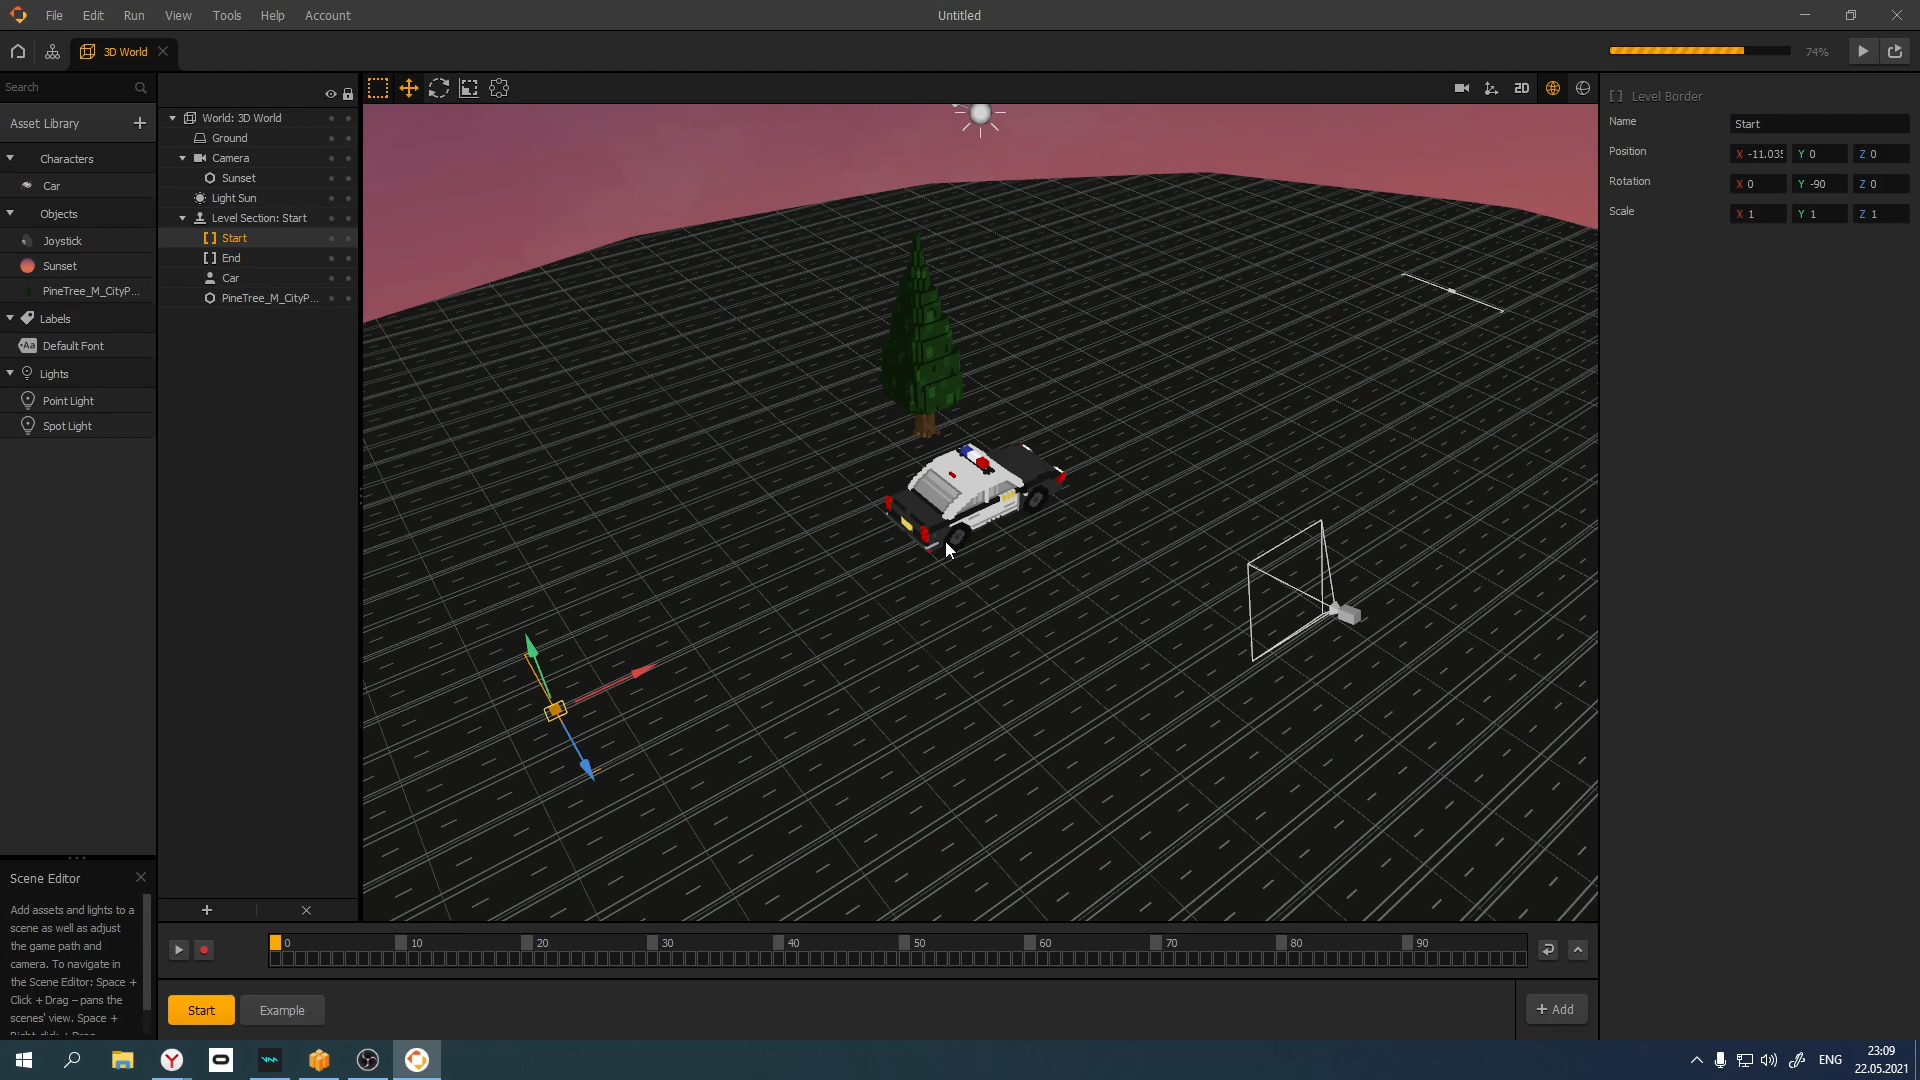 File Edit Run View Tools Help Account
Untitled
3D World
74%
Search
Asset Library
Characters
Car
Objects
Joystick
Sunset
PineTree_M_CityP...
Labels
Aa Default Font
Lights
Point Light
Spot Light
World: 3D World
Ground
Camera
Sunset
Light Sun
Level Section: Start
Start
End
Car
PineTree_M_CityP...
2D
Level Border
Name Start
Position X -11.035 Y 0 Z 0
Rotation X 0 Y -90 Z 0
Scale X 1 Y 1 Z 1
Scene Editor
Add assets and lights to a
scene as well as adjust
the game path and
camera. To navigate in
the Scene Editor: Space +
Click + Drag – pans the
scenes' view. Space +
Right click + Drag
0 10 20 30 40 50 60 70 80 90
Start Example
+ Add
ENG
23:09
22.05.2021